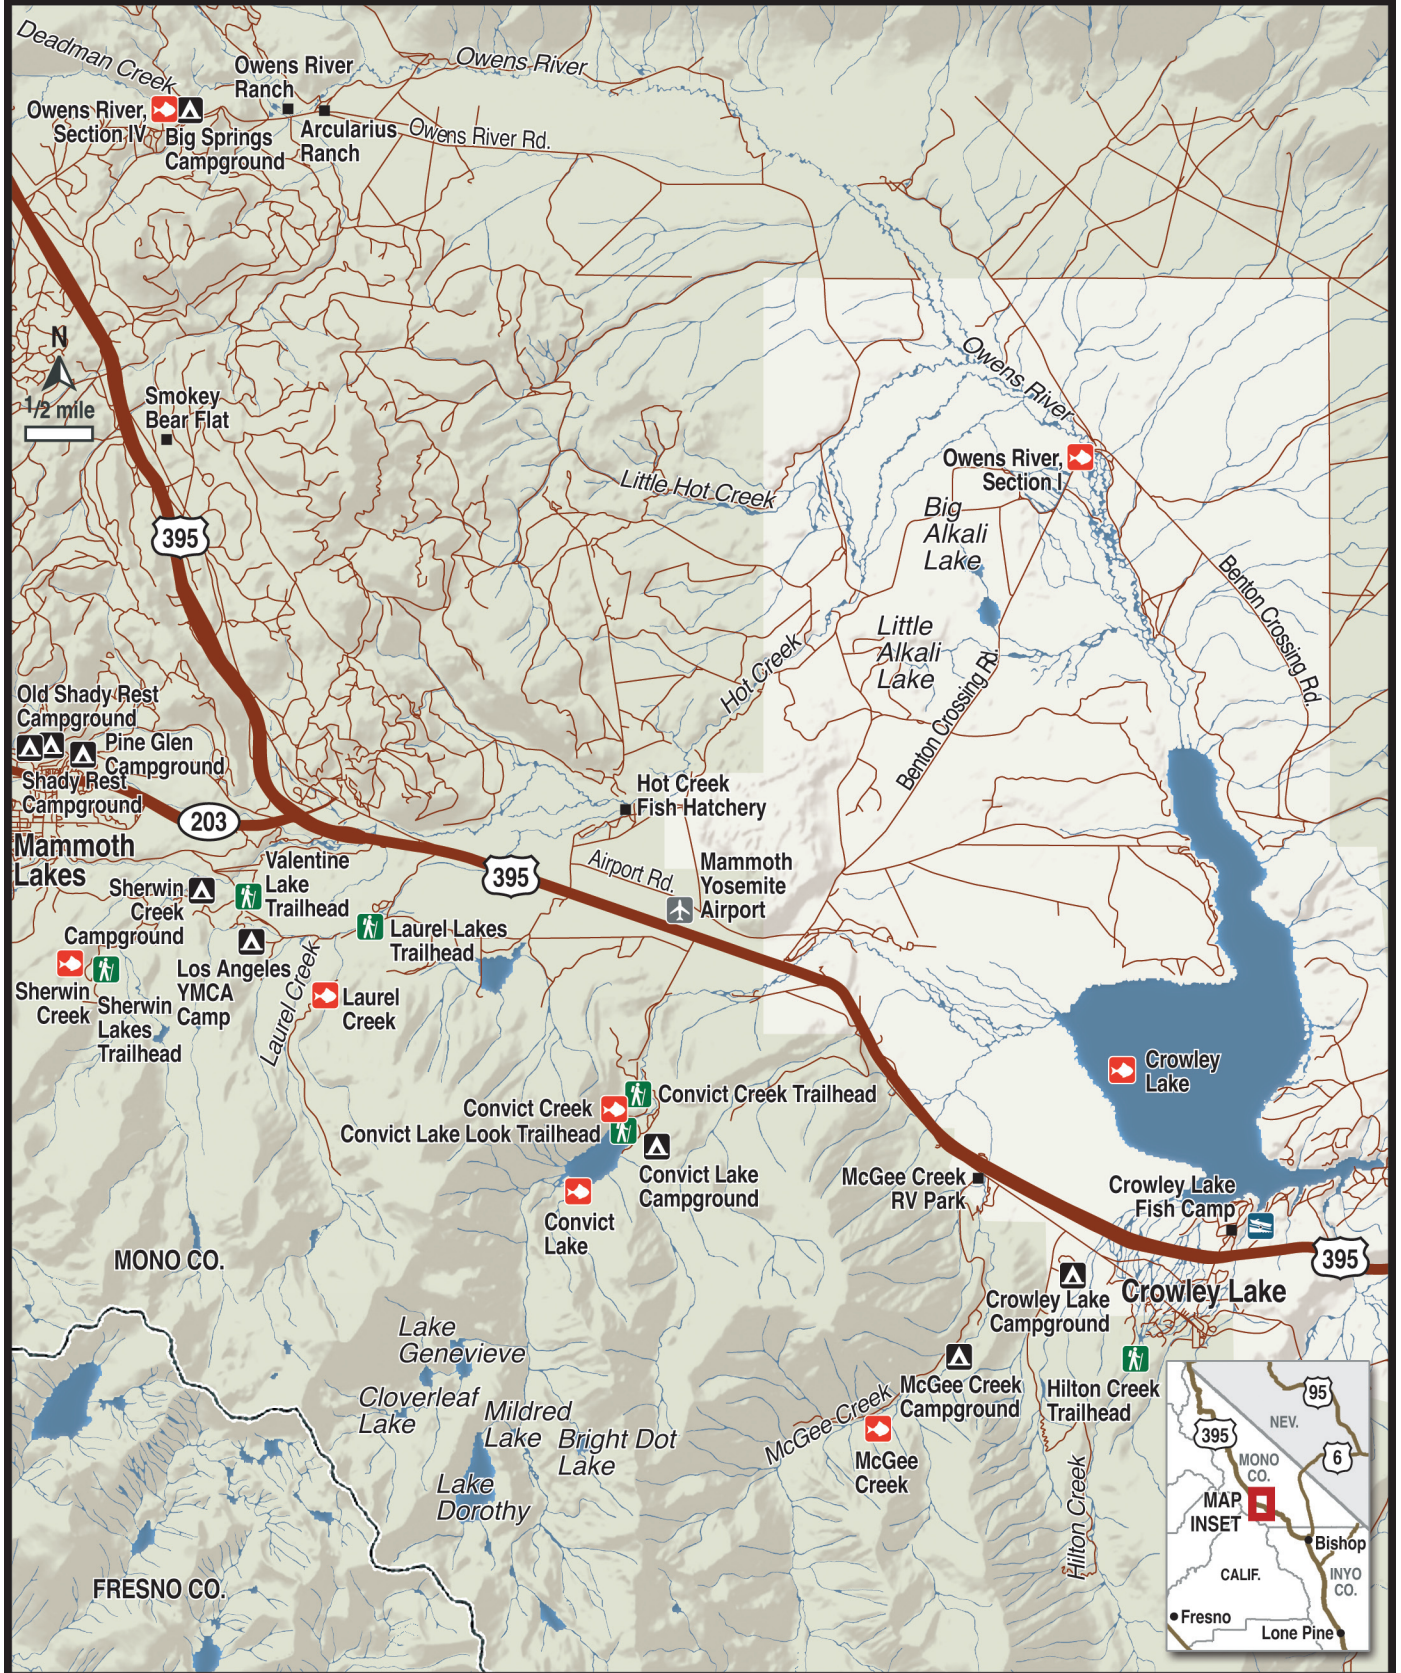 Deadman Creek
Owens River
Ranch
Owens River
Owens River,
Section IV
Big Springs
Campground
Arcularius
Ranch
Owens River Rd.
N
1/2 mile
Smokey
Bear Flat
395
Little Hot Creek
Owens River
Owens River,
Section I
Big
Alkali
Lake
Little
Alkali
Lake
Benton Crossing Rd.
Benton Crossing Rd.
Hot Creek
Old Shady Rest
Campground
Pine Glen
Campground
Shady Rest
Campground
203
Mammoth
Lakes
Hot Creek
Fish Hatchery
395
Airport Rd.
Mammoth
Yosemite
Airport
Valentine
Lake
Trailhead
Sherwin
Creek
Campground
Laurel Lakes
Trailhead
Los Angeles
YMCA
Camp
Laurel Creek
Laurel
Creek
Sherwin
Creek
Sherwin
Lakes
Trailhead
Convict Creek
Convict Creek Trailhead
Convict Lake Look Trailhead
Convict Lake
Campground
Convict
Lake
Crowley
Lake
McGee Creek
RV Park
Crowley Lake
Fish Camp
395
MONO CO.
Crowley Lake
Campground
Crowley Lake
Lake
Genevieve
Cloverleaf
Lake
Mildred
Lake
Bright Dot
Lake
Lake
Dorothy
McGee Creek
McGee Creek
Campground
McGee
Creek
Hilton Creek
Trailhead
Hilton Creek
FRESNO CO.
95
NEV.
395
6
MONO
CO.
MAP
INSET
Bishop
INYO
CO.
CALIF.
Fresno
Lone Pine